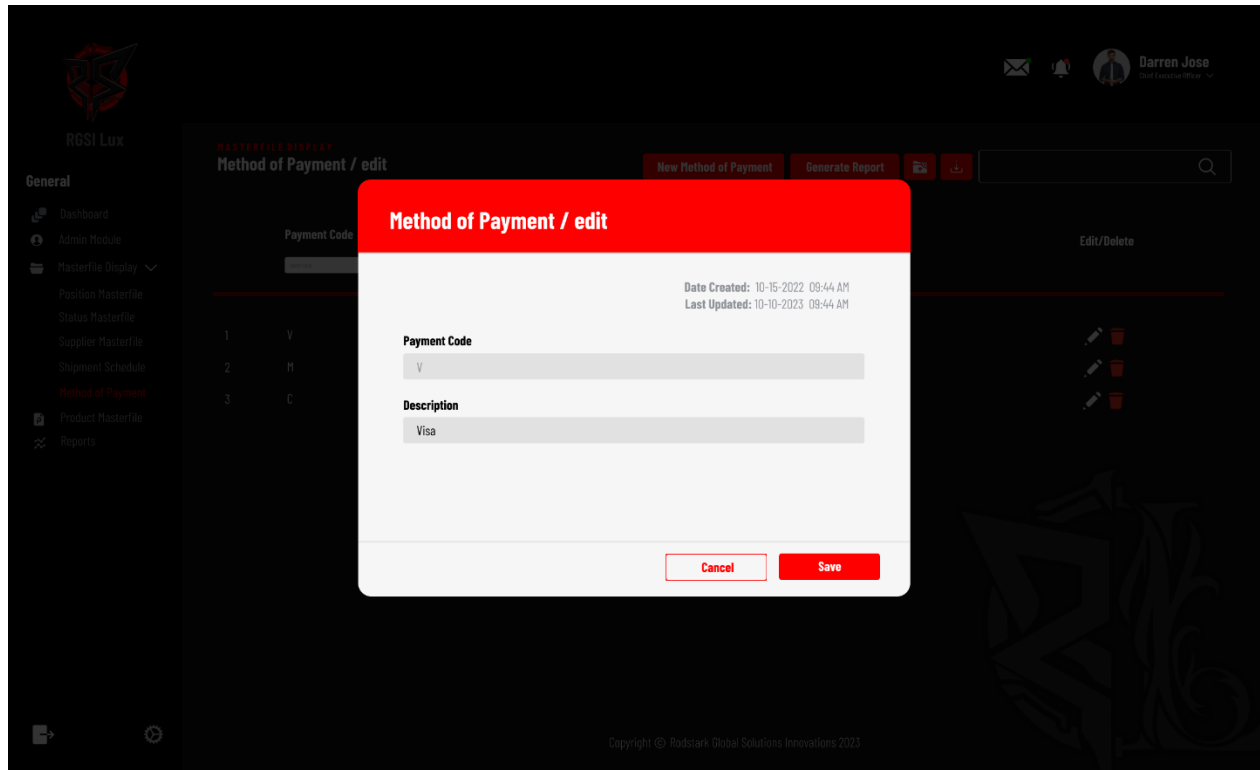 Darren Jose
Chief Executive Officer
RGSI Lux
MASTERFILE DISPLAY
Method of Payment / edit
New Method of Payment
Generate Report
General
Dashboard
Admin Module
Masterfile Display
Position Masterfile
Status Masterfile
Supplier Masterfile
Shipment Schedule
Method of Payment
Product Masterfile
Reports
Payment Code
Edit/Delete
1 V
2 M
3 C
Method of Payment / edit
Date Created: 10-15-2022 09:44 AM
Last Updated: 10-10-2023 09:44 AM
Payment Code
V
Description
Visa
Cancel
Save
Copyright © Rodstark Global Solutions Innovations 2023